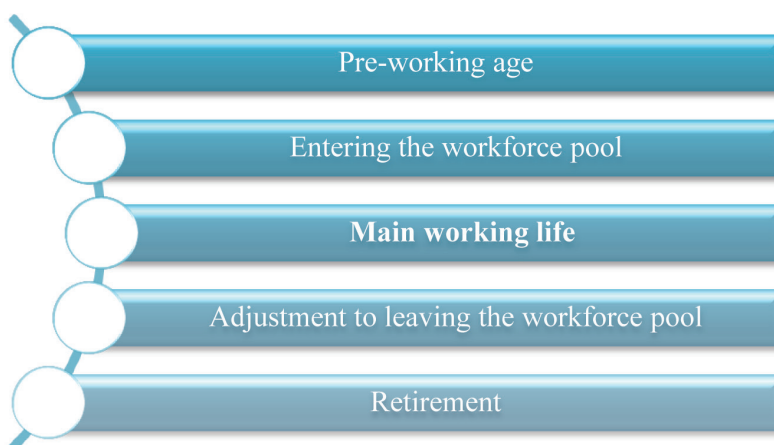 Pre-working age
Entering the workforce pool
Main working life
Adjustment to leaving the workforce pool
Retirement